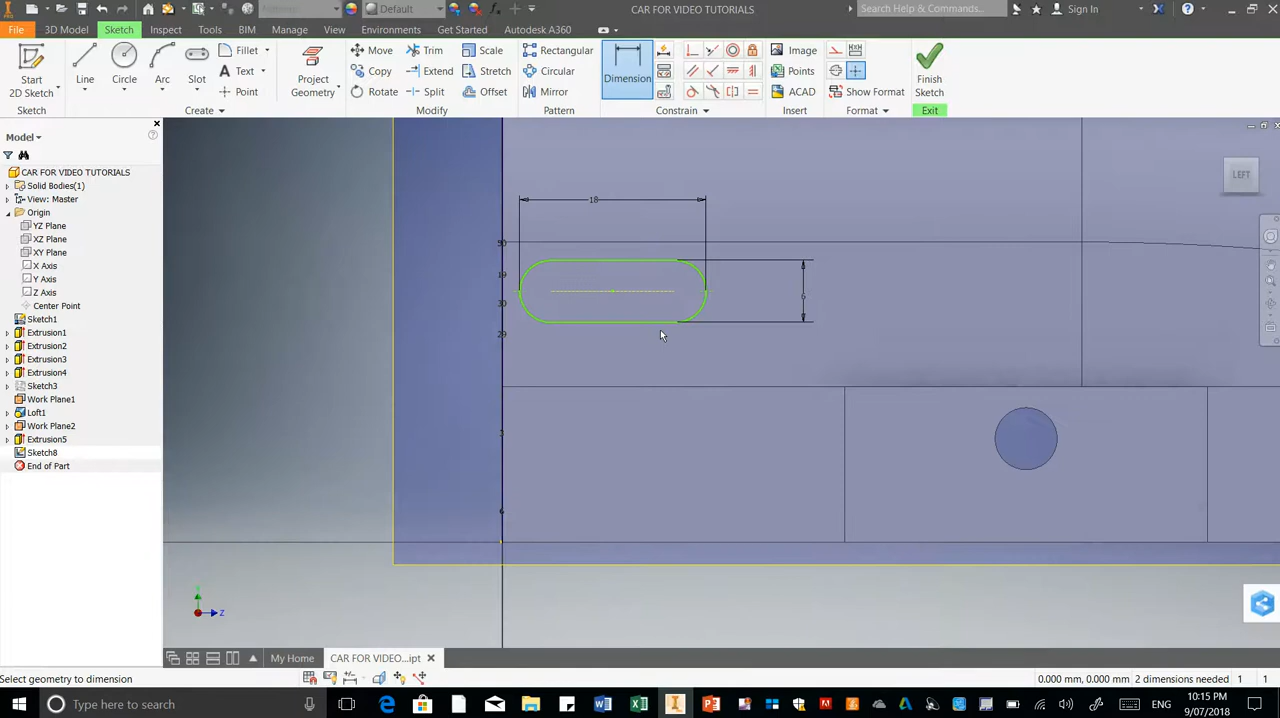 CAR FOR VIDEO TUTORIALS
Search Help & Commands...
Sign In
Default
File
3D Model
Sketch
Inspect
Tools
BIM
Manage
View
Environments
Get Started
Autodesk A360
Start
2D Sketch
Line
Circle
Arc
Slot
Fillet
Text
Point
Project
Geometry
Move
Copy
Rotate
Trim
Extend
Split
Scale
Stretch
Offset
Rectangular
Circular
Mirror
Dimension
Image
Points
ACAD
Show Format
Finish
Sketch
Sketch
Create
Modify
Pattern
Constrain
Insert
Format
Exit
Model
CAR FOR VIDEO TUTORIALS
Solid Bodies(1)
View: Master
Origin
YZ Plane
XZ Plane
XY Plane
X Axis
Y Axis
Z Axis
Center Point
Sketch1
Extrusion1
Extrusion2
Extrusion3
Extrusion4
Sketch3
Work Plane1
Loft1
Work Plane2
Extrusion5
Sketch8
End of Part
LEFT
18
6
30
29
Z
My Home
CAR FOR VIDEO...ipt
Select geometry to dimension
0.000 mm, 0.000 mm
2 dimensions needed
1
1
Type here to search
ENG
10:15 PM
9/07/2018